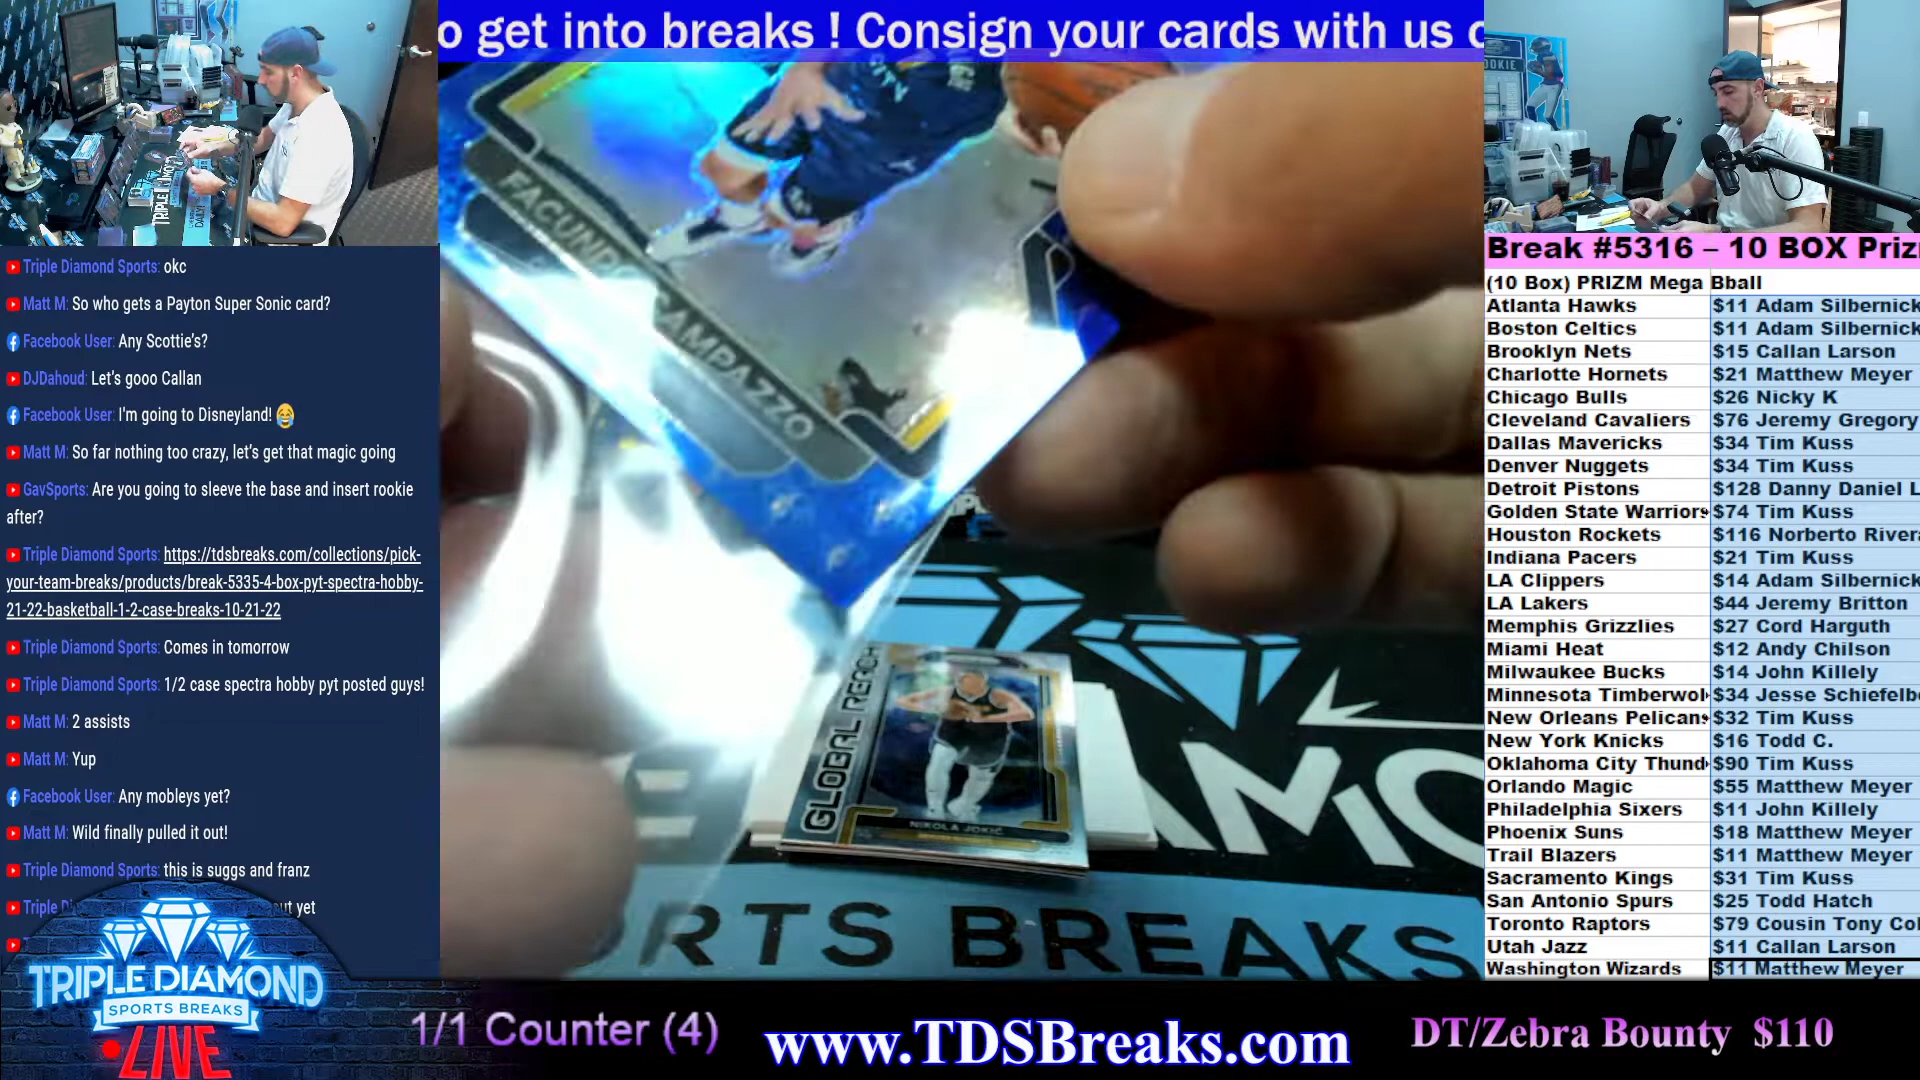 o get into breaks ! Consign your cards with us
Triple Diamond Sports: okc
Matt M: So who gets a Payton Super Sonic card?
Facebook User: Any Scottie's?
DJDahoud: Let's gooo Callan
Facebook User: I'm going to Disneyland! 😂
Matt M: So far nothing too crazy, let's get that magic going
GavSports: Are you going to sleeve the base and insert rookie
after?
Triple Diamond Sports: https://tdsbreaks.com/collections/pick-
your-team-breaks/products/break-5335-4-box-pyt-spectra-hobby-
21-22-basketball-1-2-case-breaks-10-21-22
Triple Diamond Sports: Comes in tomorrow
Triple Diamond Sports: 1/2 case spectra hobby pyt posted guys!
Matt M: 2 assists
Matt M: Yup
Facebook User: Any mobleys yet?
Matt M: Wild finally pulled it out!
Triple Diamond Sports: this is suggs and franz
Triple
ut yet
TRIPLE DIAMOND
SPORTS BREAKS
LIVE
CITY
FACUNDO CAMPAZZO
GLOBAL REACH
NIKOLA JOKIĆ
RTS BREAKS
Break #5316 – 10 BOX Priz
(10 Box) PRIZM Mega Bball
Atlanta Hawks $11 Adam Silbernick
Boston Celtics $11 Adam Silbernick
Brooklyn Nets $15 Callan Larson
Charlotte Hornets $21 Matthew Meyer
Chicago Bulls $26 Nicky K
Cleveland Cavaliers $76 Jeremy Gregory
Dallas Mavericks $34 Tim Kuss
Denver Nuggets $34 Tim Kuss
Detroit Pistons $128 Danny Daniel L
Golden State Warriors $74 Tim Kuss
Houston Rockets $116 Norberto Rivera
Indiana Pacers $21 Tim Kuss
LA Clippers $14 Adam Silbernick
LA Lakers $44 Jeremy Britton
Memphis Grizzlies $27 Cord Harguth
Miami Heat $12 Andy Chilson
Milwaukee Bucks $14 John Killely
Minnesota Timberwol $34 Jesse Schiefelb
New Orleans Pelicans $32 Tim Kuss
New York Knicks $16 Todd C.
Oklahoma City Thund $90 Tim Kuss
Orlando Magic $55 Matthew Meyer
Philadelphia Sixers $11 John Killely
Phoenix Suns $18 Matthew Meyer
Trail Blazers $11 Matthew Meyer
Sacramento Kings $31 Tim Kuss
San Antonio Spurs $25 Todd Hatch
Toronto Raptors $79 Cousin Tony Col
Utah Jazz $11 Callan Larson
Washington Wizards $11 Matthew Meyer
1/1 Counter (4)
www.TDSBreaks.com
DT/Zebra Bounty $110